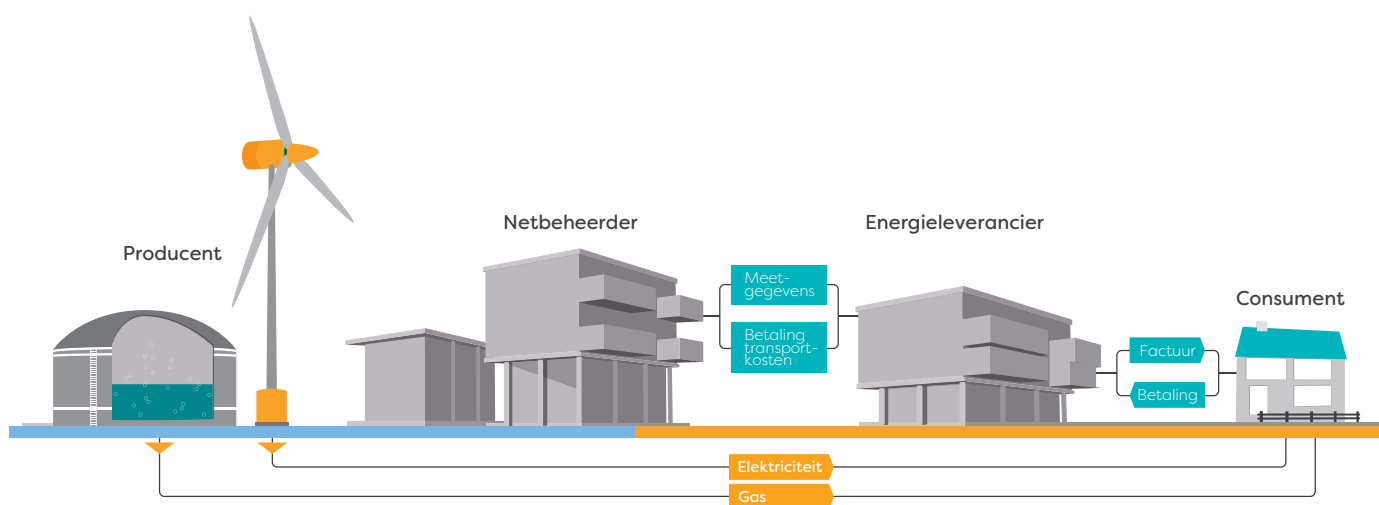 Producent
Netbeheerder
Energieleverancier
Consument
Meet-
gegevens
Betaling
transport-
kosten
Factuur
Betaling
Elektriciteit
Gas